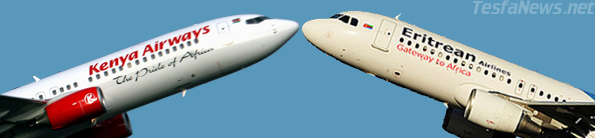 TesfaNews.net
Kenya Airways
The Pride of Africa
Eritrean
Airlines
Gateway to Africa